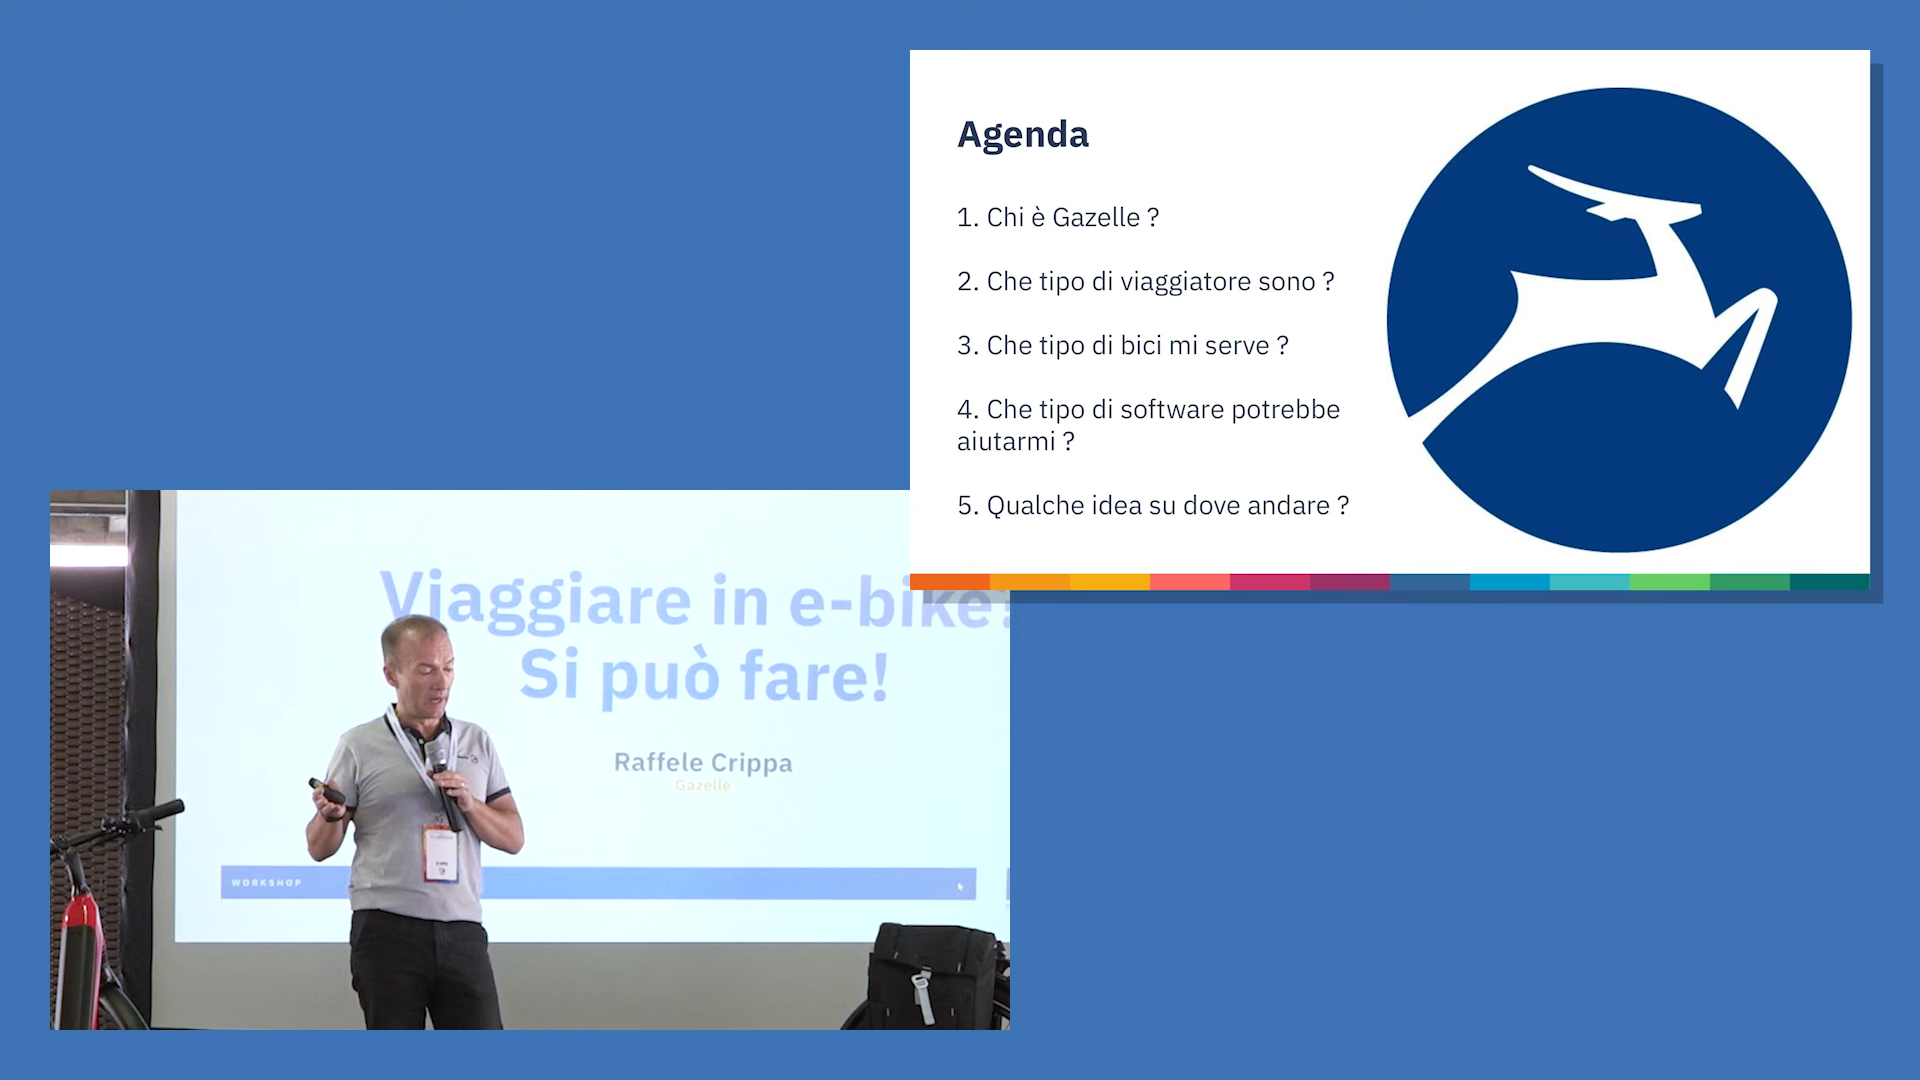 Agenda
1. Chi è Gazelle ?
2. Che tipo di viaggiatore sono ?
3. Che tipo di bici mi serve ?
4. Che tipo di software potrebbe
aiutarmi ?
5. Qualche idea su dove andare ?
Viaggiare in e-bike?
Si può fare!
Raffele Crippa
Gazelle
WORKSHOP